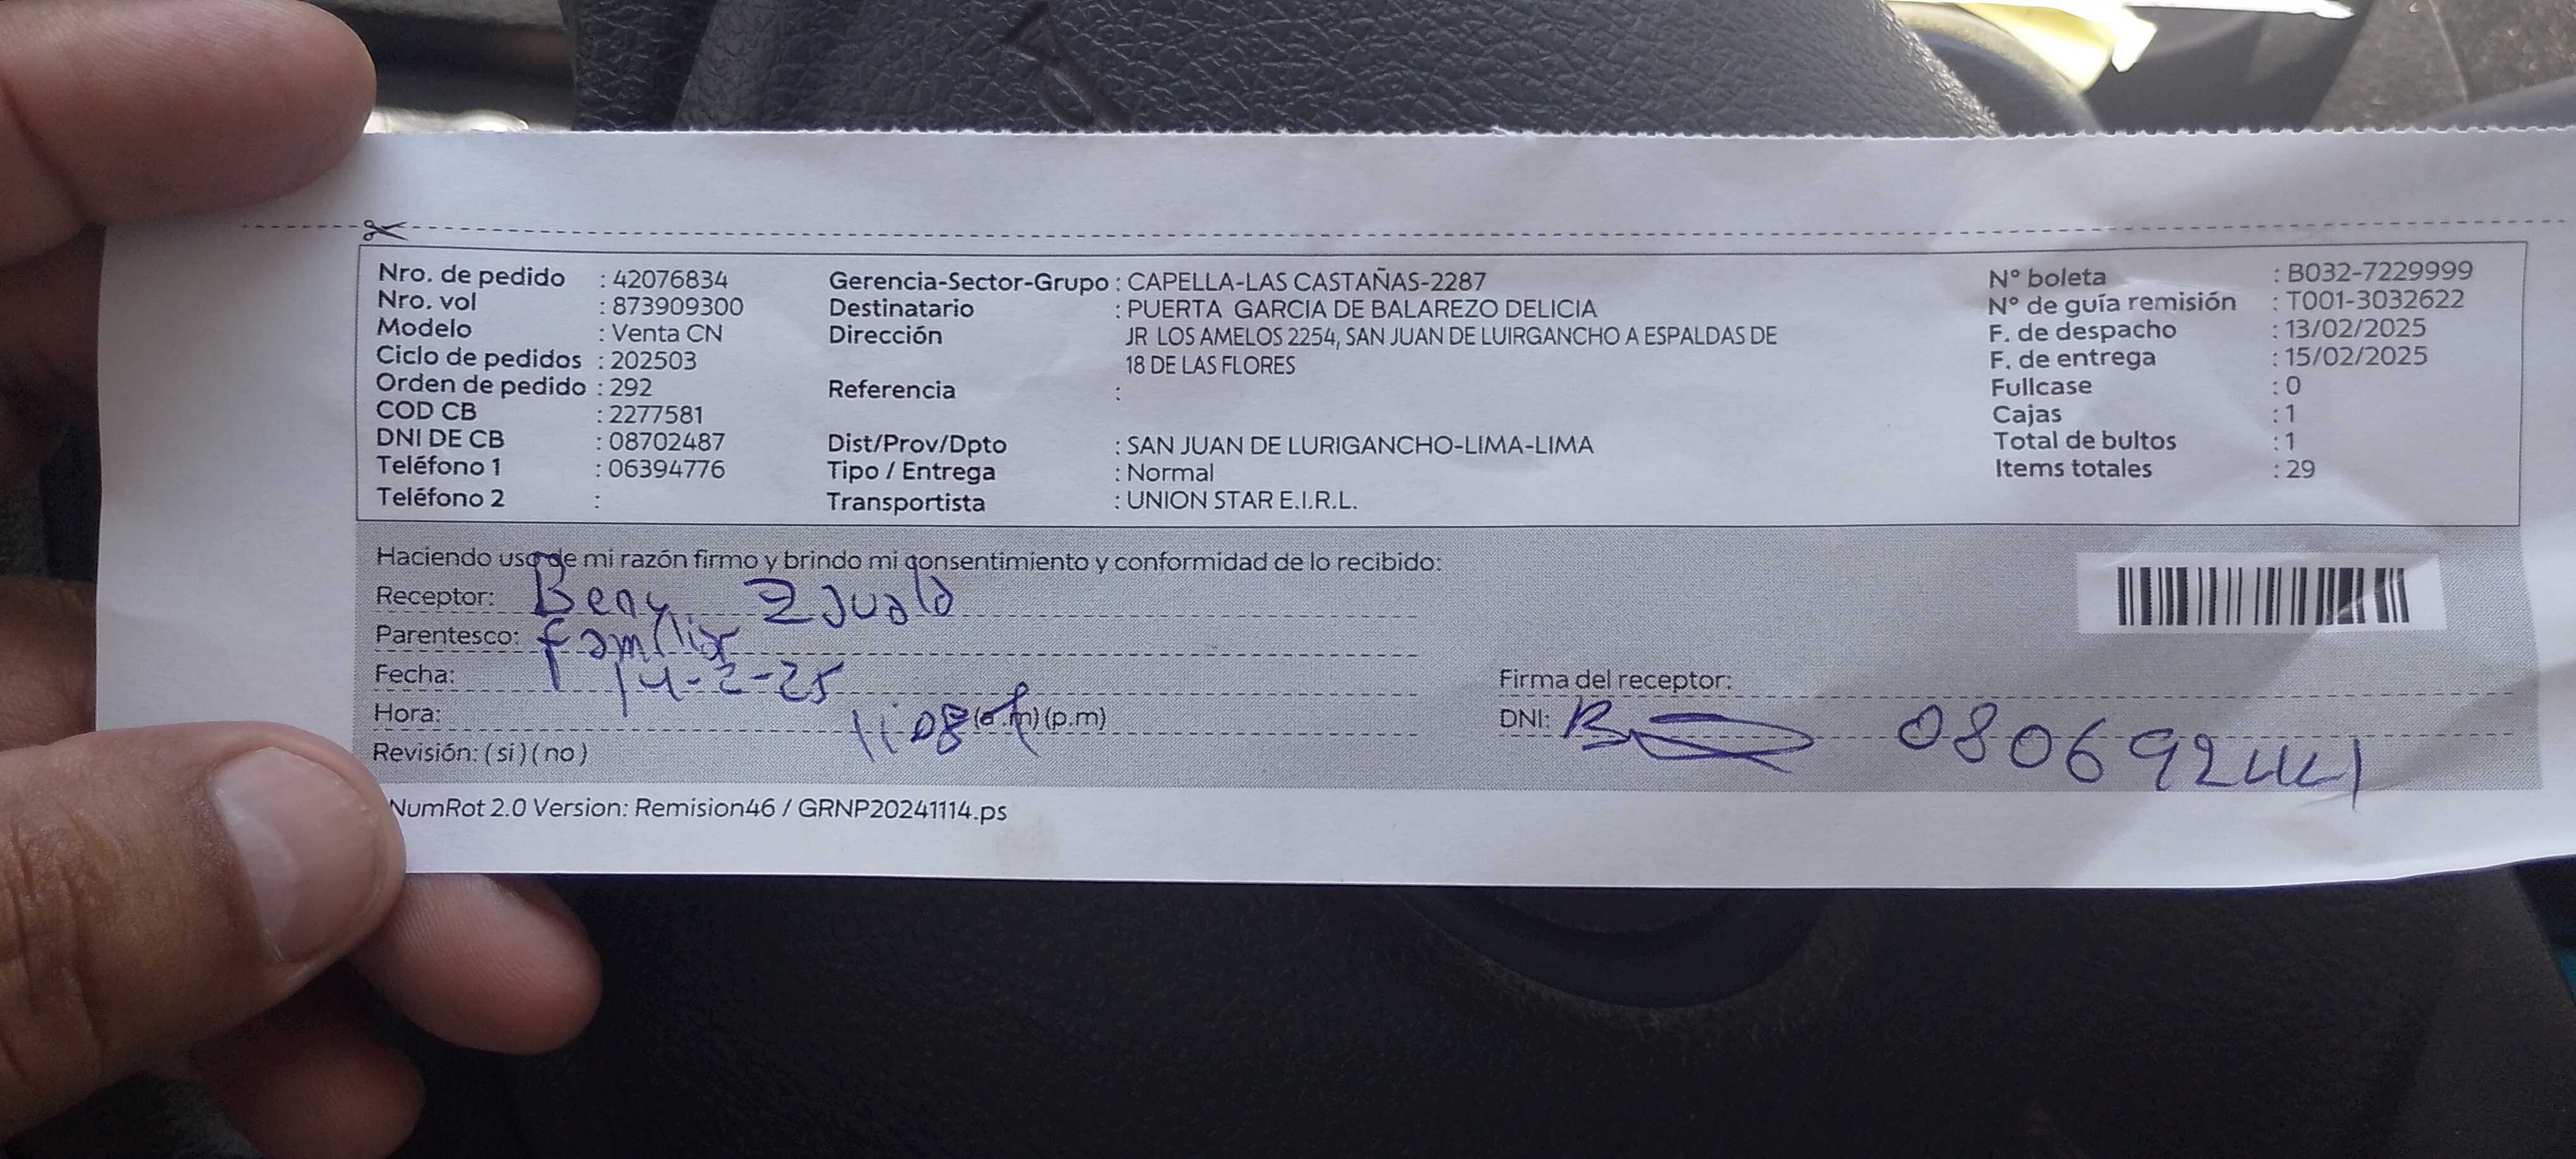 Nro. de pedido : 42076834
Nro. vol : 873909300
Modelo : Venta CN
Ciclo de pedidos : 202503
Orden de pedido : 292
COD CB : 2277581
DNI DE CB : 08702487
Teléfono 1 : 06394776
Teléfono 2 :
Gerencia-Sector-Grupo : CAPELLA-LAS CASTAÑAS-2287
Destinatario : PUERTA GARCIA DE BALAREZO DELICIA
Dirección JR LOS AMELOS 2254, SAN JUAN DE LUIRGANCHO A ESPALDAS DE
18 DE LAS FLORES
Referencia :
Dist/Prov/Dpto : SAN JUAN DE LURIGANCHO-LIMA-LIMA
Tipo / Entrega : Normal
Transportista : UNION STAR E.I.R.L.
N° boleta : B032-7229999
N° de guía remisión : T001-3032622
F. de despacho : 13/02/2025
F. de entrega : 15/02/2025
Fullcase : 0
Cajas : 1
Total de bultos : 1
Items totales : 29
Haciendo uso de mi razón firmo y brindo mi consentimiento y conformidad de lo recibido:
Receptor: Beny
Parentesco: familiar
Fecha: 14-2-25
Hora: 11:08 (a.m) (p.m)
Revisión: (si) (no)
Firma del receptor:
DNI: 08069241
NumRot 2.0 Version: Remision46 / GRNP20241114.ps